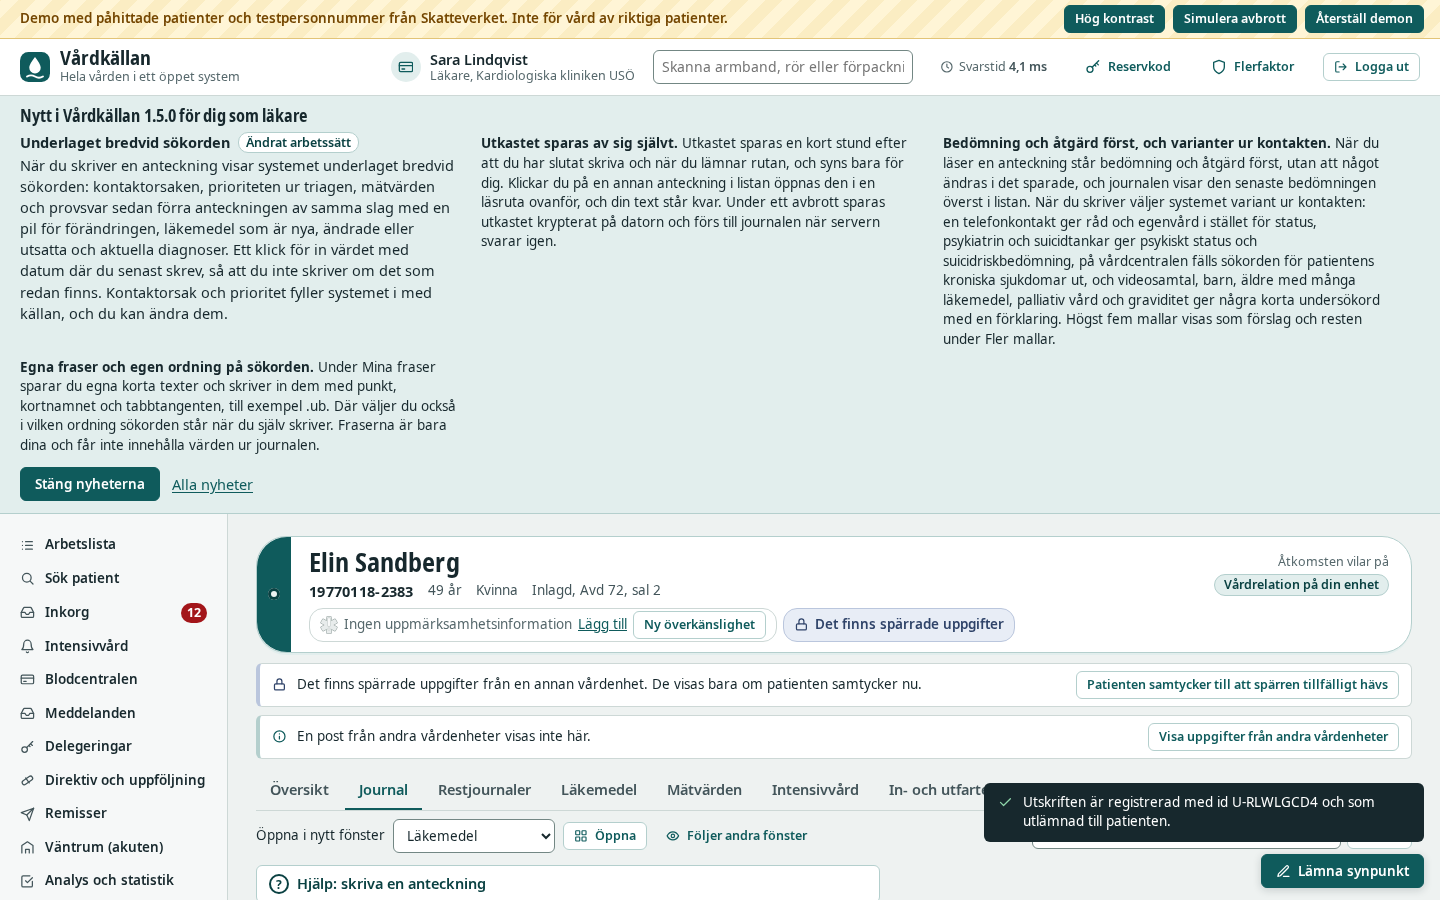 Demo med påhittade patienter och testpersonnummer från Skatteverket. Inte för vård av riktiga patienter.
Hög kontrast
Simulera avbrott
Återställ demon
Vårdkällan
Hela vården i ett öppet system
Sara Lindqvist
Läkare, Kardiologiska kliniken USÖ
Skanna armband, rör eller förpackni
Svarstid 4,1 ms
Reservkod
Flerfaktor
Logga ut
Nytt i Vårdkällan 1.5.0 för dig som läkare
Underlaget bredvid sökorden
Ändrat arbetssätt
När du skriver en anteckning visar systemet underlaget bredvid
sökorden: kontaktorsaken, prioriteten ur triagen, mätvärden
och provsvar sedan förra anteckningen av samma slag med en
pil för förändringen, läkemedel som är nya, ändrade eller
utsatta och aktuella diagnoser. Ett klick för in värdet med
datum där du senast skrev, så att du inte skriver om det som
redan finns. Kontaktorsak och prioritet fyller systemet i med
källan, och du kan ändra dem.
Utkastet sparas av sig självt. Utkastet sparas en kort stund efter
att du har slutat skriva och när du lämnar rutan, och syns bara för
dig. Klickar du på en annan anteckning i listan öppnas den i en
läsruta ovanför, och din text står kvar. Under ett avbrott sparas
utkastet krypterat på datorn och förs till journalen när servern
svarar igen.
Bedömning och åtgärd först, och varianter ur kontakten. När du
läser en anteckning står bedömning och åtgärd först, utan att något
ändras i det sparade, och journalen visar den senaste bedömningen
överst i listan. När du skriver väljer systemet variant ur kontakten:
en telefonkontakt ger råd och egenvård i stället för status,
psykiatrin och suicidtankar ger psykiskt status och
suicidriskbedömning, på vårdcentralen fälls sökorden för patientens
kroniska sjukdomar ut, och videosamtal, barn, äldre med många
läkemedel, palliativ vård och graviditet ger några korta undersökord
med en förklaring. Högst fem mallar visas som förslag och resten
under Fler mallar.
Egna fraser och egen ordning på sökorden. Under Mina fraser
sparar du egna korta texter och skriver in dem med punkt,
kortnamnet och tabbtangenten, till exempel .ub. Där väljer du också
i vilken ordning sökorden står när du själv skriver. Fraserna är bara
dina och får inte innehålla värden ur journalen.
Stäng nyheterna
Alla nyheter
Arbetslista
Sök patient
Inkorg
12
Intensivvård
Blodcentralen
Meddelanden
Delegeringar
Direktiv och uppföljning
Remisser
Väntrum (akuten)
Analys och statistik
Elin Sandberg
19770118-2383
49 år
Kvinna
Inlagd, Avd 72, sal 2
Åtkomsten vilar på
Vårdrelation på din enhet
Ingen uppmärksamhetsinformation
Lägg till
Ny överkänslighet
Det finns spärrade uppgifter
Det finns spärrade uppgifter från en annan vårdenhet. De visas bara om patienten samtycker nu.
Patienten samtycker till att spärren tillfälligt hävs
En post från andra vårdenheter visas inte här.
Visa uppgifter från andra vårdenheter
Översikt
Journal
Restjournaler
Läkemedel
Mätvärden
Intensivvård
In- och utfarte
Utskriften är registrerad med id U-RLWLGCD4 och som
utlämnad till patienten.
Öppna i nytt fönster
Läkemedel
Öppna
Följer andra fönster
Lämna synpunkt
? Hjälp: skriva en anteckning